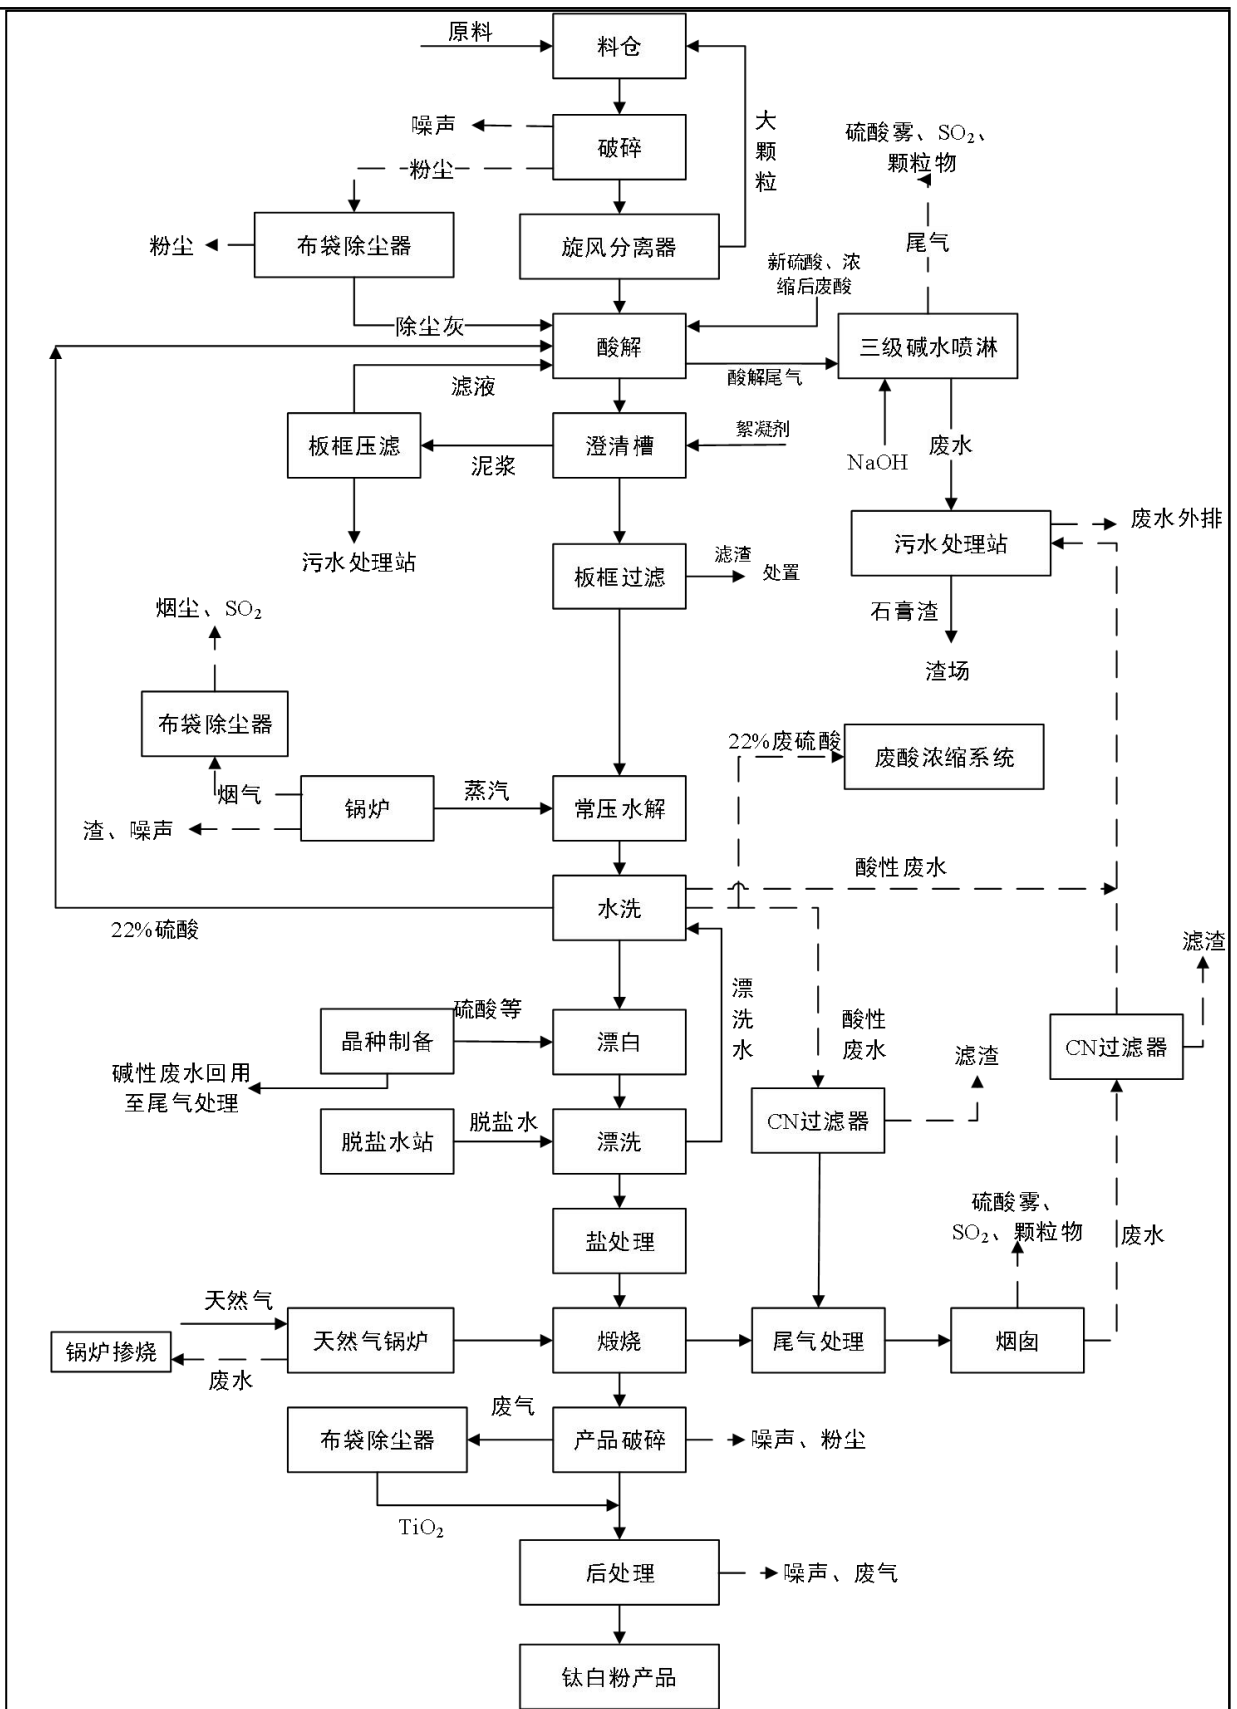 原料
料仓
噪声
破碎
大颗粒
硫酸雾、SO₂、
颗粒物
粉尘
粉尘
布袋除尘器
旋风分离器
尾气
新硫酸、浓
缩后废酸
除尘灰
酸解
三级碱水喷淋
滤液
酸解尾气
板框压滤
泥浆
澄清槽
絮凝剂
NaOH
废水
污水处理站
板框过滤
滤渣
处置
污水处理站
废水外排
烟尘、SO₂
石膏渣
渣场
布袋除尘器
22%废硫酸
废酸浓缩系统
烟气
锅炉
蒸汽
常压水解
渣、噪声
酸性废水
水洗
22%硫酸
滤渣
漂洗水
硫酸等
晶种制备
漂白
酸性
废水
滤渣
CN过滤器
碱性废水回用
至尾气处理
脱盐水站
脱盐水
漂洗
CN过滤器
盐处理
硫酸雾、
SO₂、颗粒物
废水
天然气
锅炉掺烧
废水
天然气锅炉
煅烧
尾气处理
烟囱
废气
布袋除尘器
产品破碎
噪声、粉尘
TiO₂
后处理
噪声、废气
钛白粉产品